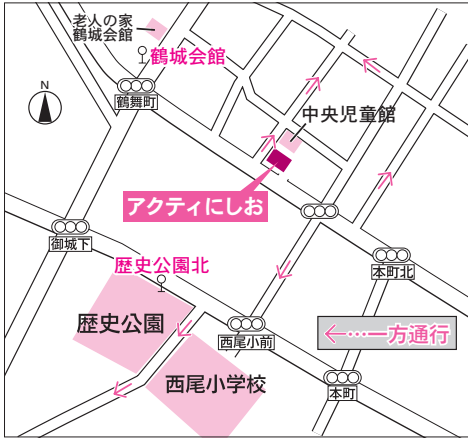 老人の家
鶴城会館
鶴城会館
N
鶴舞町
中央児童館
アクティにしお
御城下
歴史公園北
本町北
歴史公園
西尾小前
←…一方通行
西尾小学校
本町